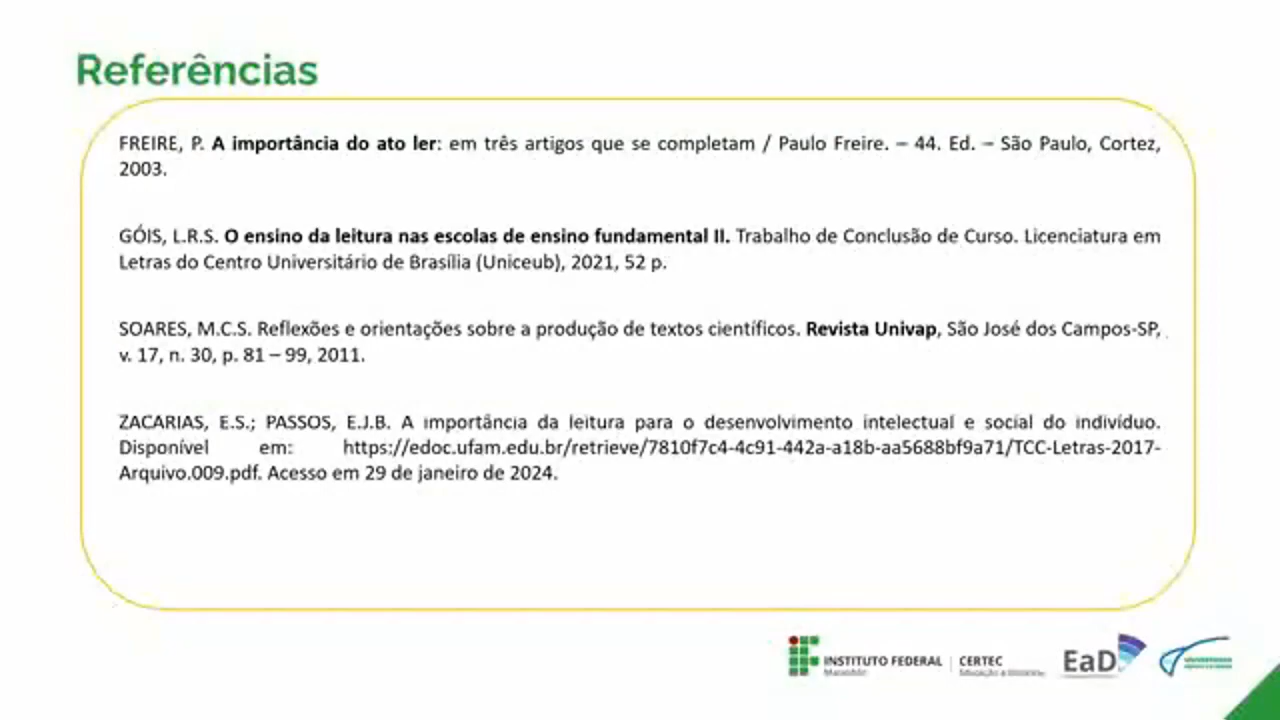 Referências
FREIRE, P. A importância do ato ler: em três artigos que se completam / Paulo Freire. – 44. Ed. – São Paulo, Cortez,
2003.
GÓIS, L.R.S. O ensino da leitura nas escolas de ensino fundamental II. Trabalho de Conclusão de Curso. Licenciatura em
Letras do Centro Universitário de Brasília (Uniceub), 2021, 52 p.
SOARES, M.C.S. Reflexões e orientações sobre a produção de textos científicos. Revista Univap, São José dos Campos-SP,
v. 17, n. 30, p. 81 – 99, 2011.
ZACARIAS, E.S.; PASSOS, E.J.B. A importância da leitura para o desenvolvimento intelectual e social do indivíduo.
Disponível em: https://edoc.ufam.edu.br/retrieve/7810f7c4-4c91-442a-a18b-aa5688bf9a71/TCC-Letras-2017-
Arquivo.009.pdf. Acesso em 29 de janeiro de 2024.
INSTITUTO FEDERAL
Maranhão
CERTEC
EaD